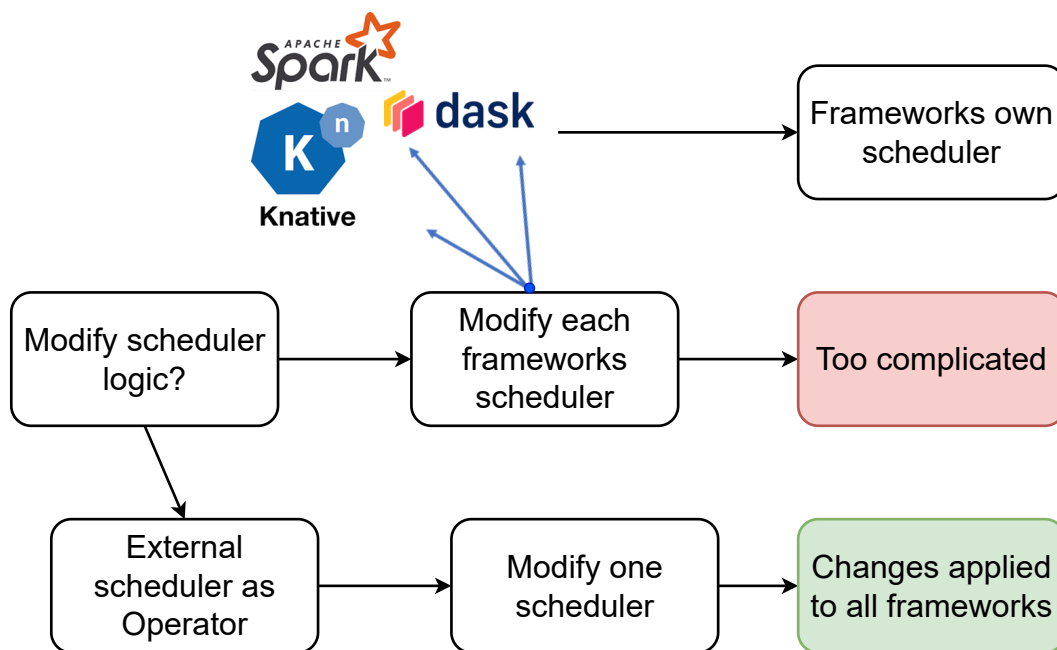 APACHE
Spark™
K
n
dask
Knative
Frameworks own
scheduler
Modify scheduler
logic?
Modify each
frameworks
scheduler
Too complicated
External
scheduler as
Operator
Modify one
scheduler
Changes applied
to all frameworks